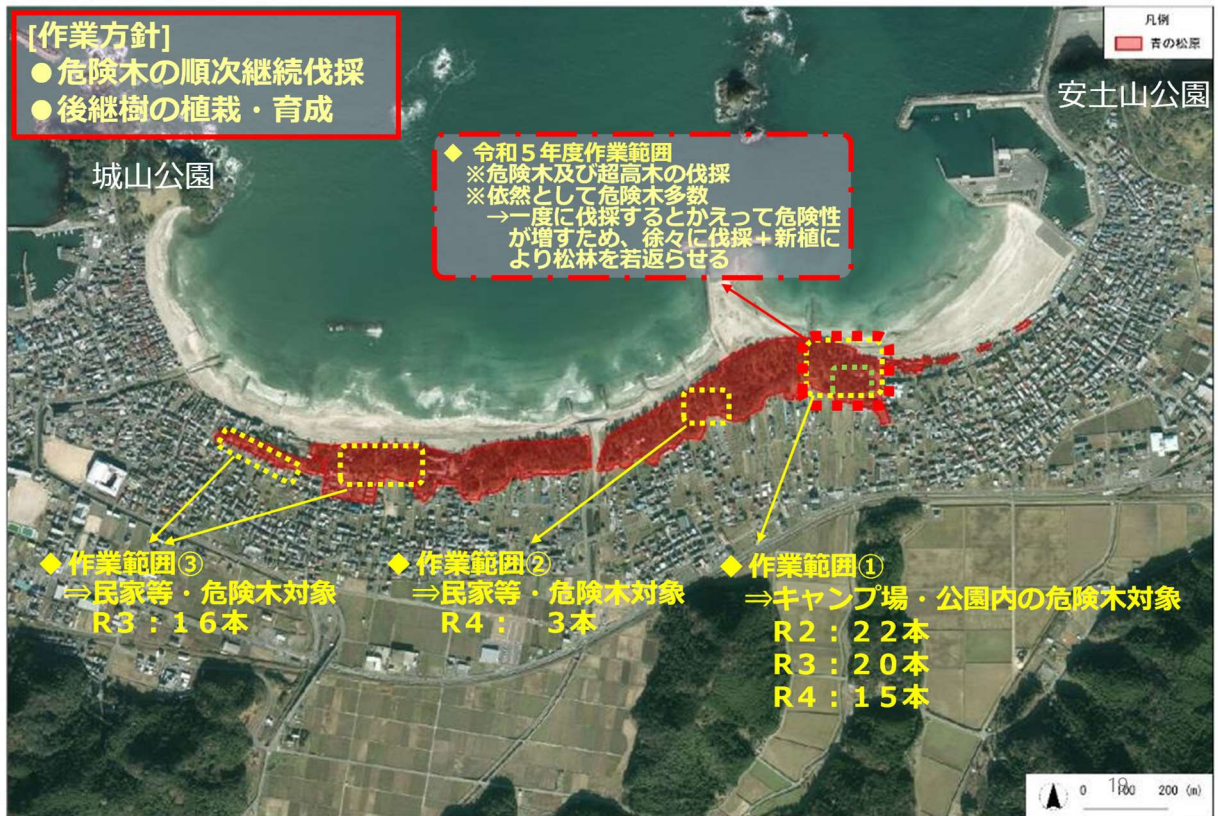 [作業方針]
●危険木の順次継続伐採
●後継樹の植栽・育成
凡例
青の松原
安土山公園
城山公園
◆ 令和５年度作業範囲
※危険木及び超高木の伐採
※依然として危険木多数
→一度に伐採するとかえって危険性
が増すため、徐々に伐採＋新植に
より松林を若返らせる
◆ 作業範囲③
⇒民家等・危険木対象
R３：１６本
◆ 作業範囲②
⇒民家等・危険木対象
R４：　３本
◆ 作業範囲①
⇒キャンプ場・公園内の危険木対象
R２：２２本
R３：２０本
R４：１５本
0 100 200 (m)